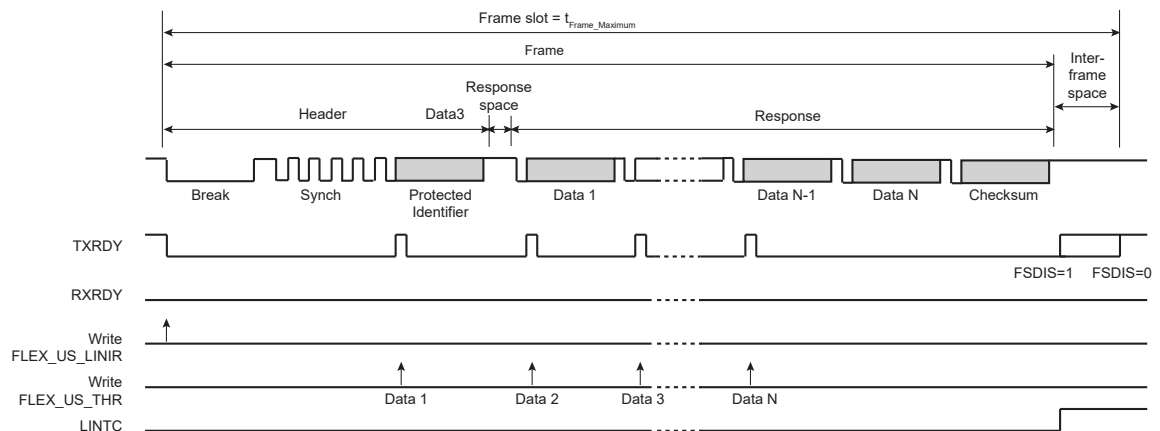 Frame slot = tFrame_Maximum
Frame
Inter-
frame
space
Response
space
Header
Data3
Response
Break
Synch
Protected
Identifier
Data 1
Data N-1
Data N
Checksum
TXRDY
FSDIS=1
FSDIS=0
RXRDY
Write
FLEX_US_LINIR
Write
FLEX_US_THR
Data 1
Data 2
Data 3
Data N
LINTC